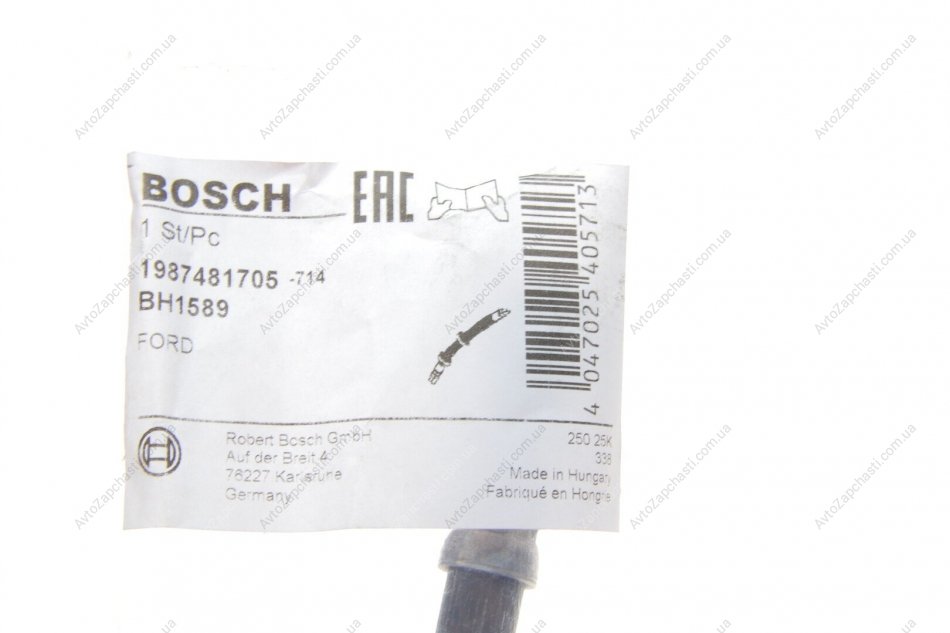 BOSCH
EAC
1 St/Pc
1987481705 -714
BH1589
FORD
4 047025 405713
Robert Bosch GmbH
Auf der Breit 4
76227 Karlsruhe
Germany
250 25K
338
Made in Hungary
Fabriqué en Hongrie
AvtoZapchasti.com.ua